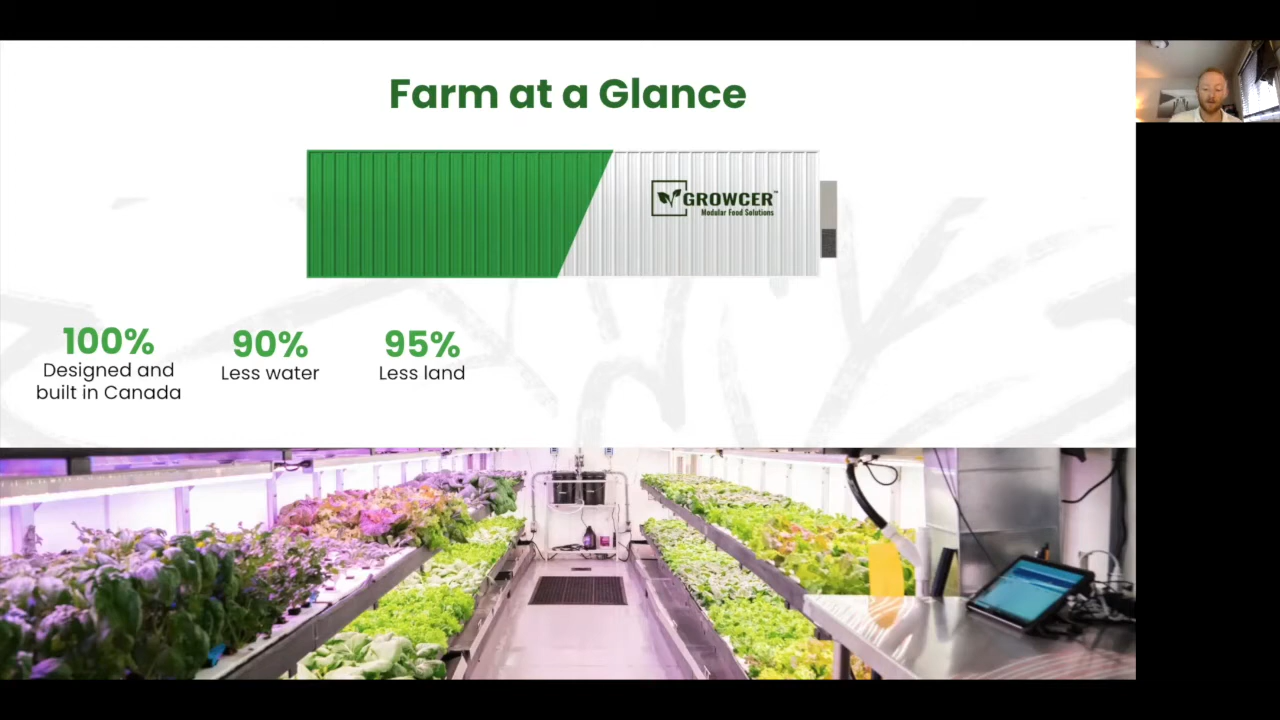 Farm at a Glance
GROWCER™
Modular Food Solutions
100%
Designed and
built in Canada
90%
Less water
95%
Less land